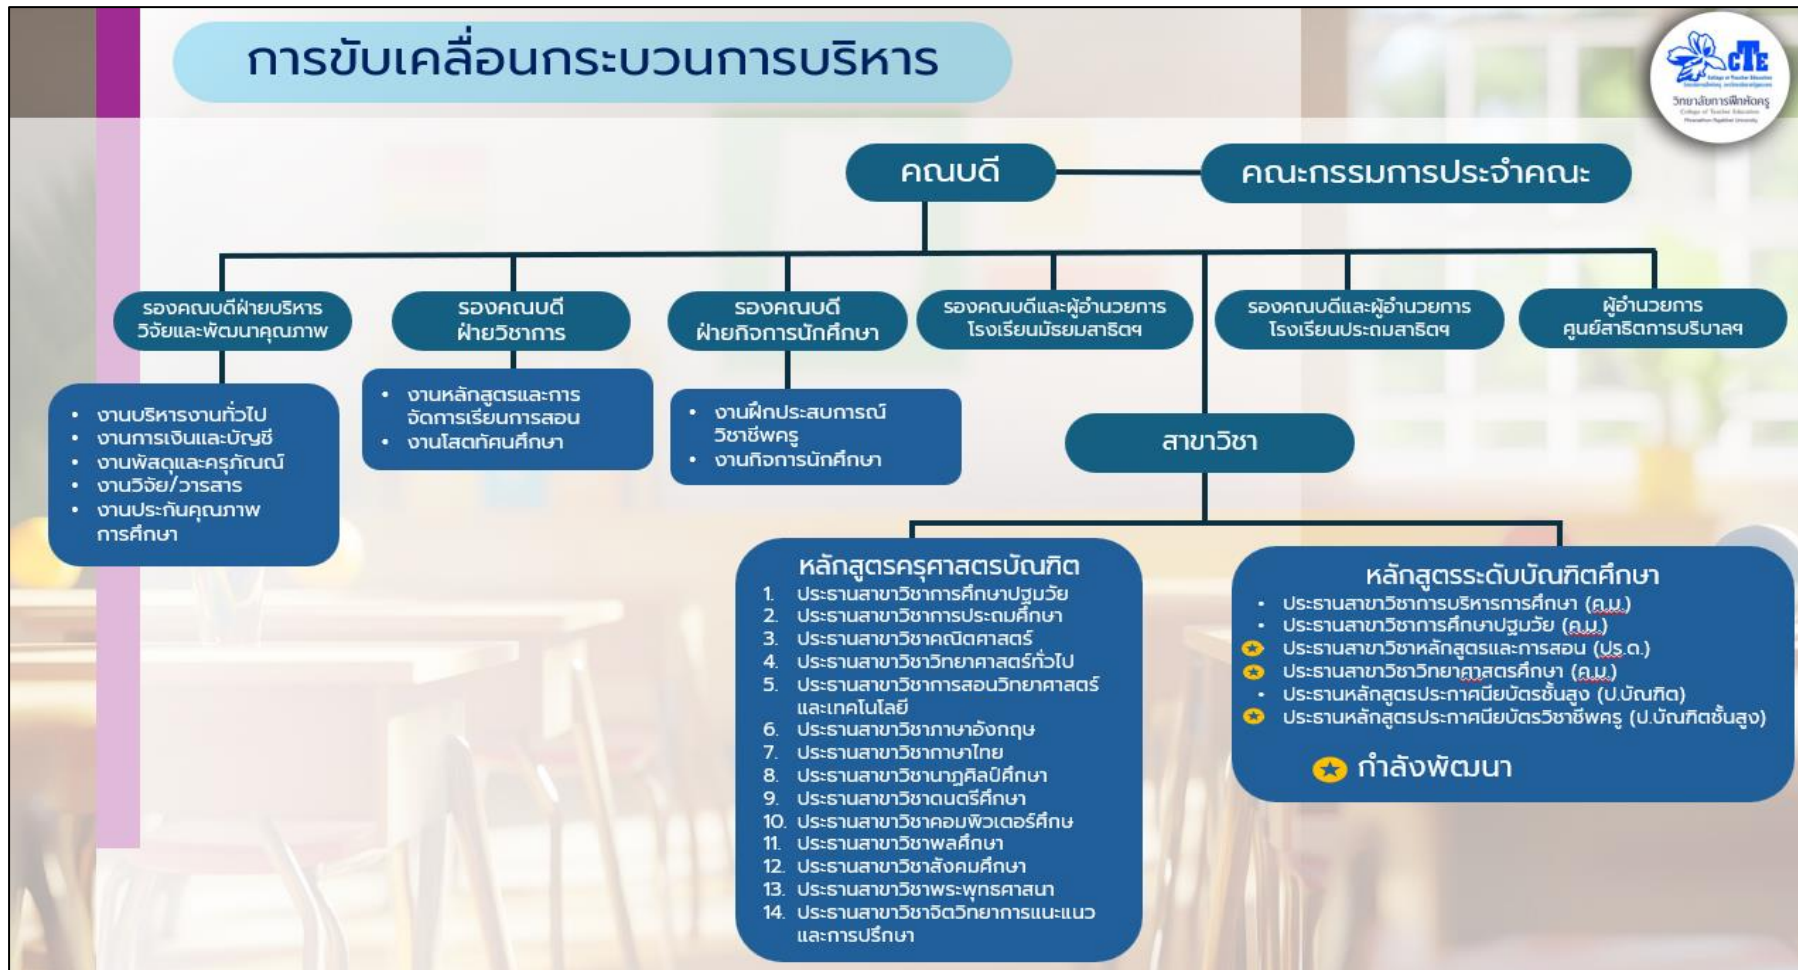 การขับเคลื่อนกระบวนการบริหาร
CTE
College of Teacher Education
วิทยาลัยการฝึกหัดครู
College of Teacher Education
Phranakhon Rajabhat University
คณบดี
คณะกรรมการประจำคณะ
รองคณบดีฝ่ายบริหาร
วิจัยและพัฒนาคุณภาพ
รองคณบดี
ฝ่ายวิชาการ
รองคณบดี
ฝ่ายกิจการนักศึกษา
รองคณบดีและผู้อำนวยการ
โรงเรียนมัธยมสาธิตฯ
รองคณบดีและผู้อำนวยการ
โรงเรียนประถมสาธิตฯ
ผู้อำนวยการ
ศูนย์สาธิตการบริบาลฯ
• งานบริหารงานทั่วไป
• งานการเงินและบัญชี
• งานพัสดุและครุภัณณ์
• งานวิจัย/วารสาร
• งานประกันคุณภาพ
การศึกษา
• งานหลักสูตรและการ
จัดการเรียนการสอน
• งานโสตทัศนศึกษา
• งานฝึกประสบการณ์
วิชาชีพครู
• งานกิจการนักศึกษา
สาขาวิชา
หลักสูตรครุศาสตรบัณฑิต
1. ประธานสาขาวิชาการศึกษาปฐมวัย
2. ประธานสาขาวิชาการประถมศึกษา
3. ประธานสาขาวิชาคณิตศาสตร์
4. ประธานสาขาวิชาวิทยาศาสตร์ทั่วไป
5. ประธานสาขาวิชาการสอนวิทยาศาสตร์
และเทคโนโลยี
6. ประธานสาขาวิชาภาษาอังกฤษ
7. ประธานสาขาวิชาภาษาไทย
8. ประธานสาขาวิชานาฏศิลป์ศึกษา
9. ประธานสาขาวิชาดนตรีศึกษา
10. ประธานสาขาวิชาคอมพิวเตอร์ศึกษ
11. ประธานสาขาวิชาพลศึกษา
12. ประธานสาขาวิชาสังคมศึกษา
13. ประธานสาขาวิชาพระพุทธศาสนา
14. ประธานสาขาวิชาจิตวิทยาการแนะแนว
และการปรึกษา
หลักสูตรระดับบัณฑิตศึกษา
• ประธานสาขาวิชาการบริหารการศึกษา (ค.ม.)
• ประธานสาขาวิชาการศึกษาปฐมวัย (ค.ม.)
ประธานสาขาวิชาหลักสูตรและการสอน (ปร.ด.)
ประธานสาขาวิชาวิทยาศาสตรศึกษา (ค.ม.)
• ประธานหลักสูตรประกาศนียบัตรชั้นสูง (ป.บัณฑิต)
ประธานหลักสูตรประกาศนียบัตรวิชาชีพครู (ป.บัณฑิตชั้นสูง)
กำลังพัฒนา